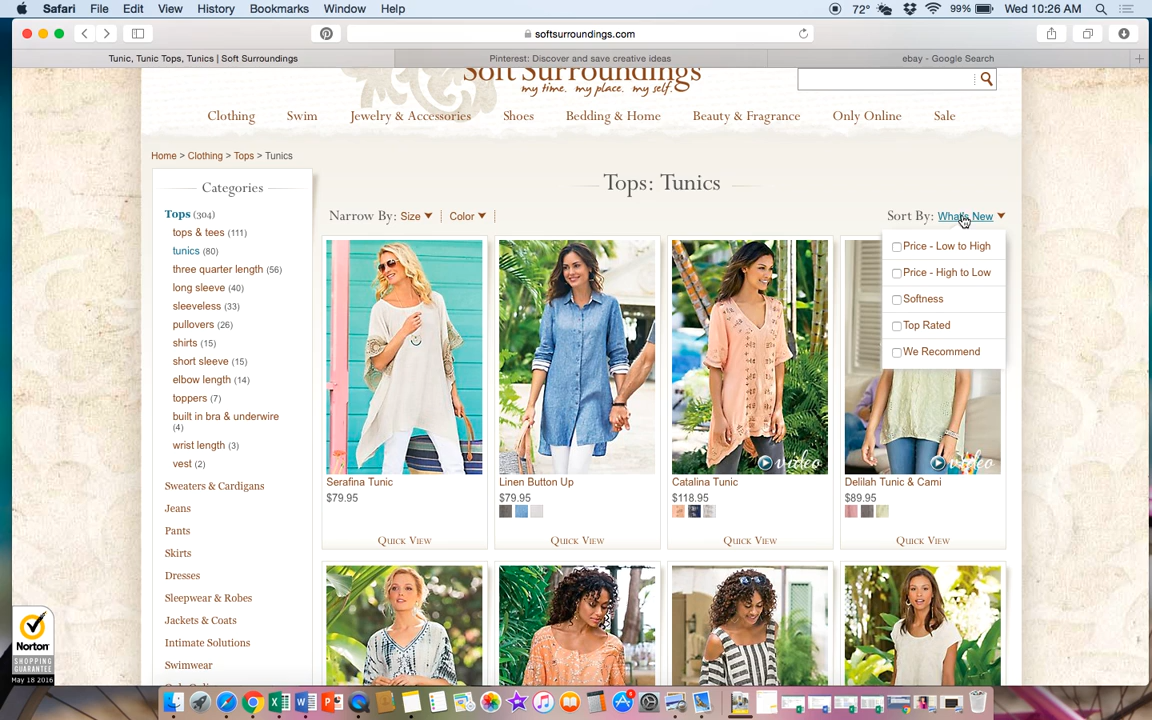 Safari File Edit View History Bookmarks Window Help 72° 99% Wed 10:26 AM
softsurroundings.com
Tunic, Tunic Tops, Tunics | Soft Surroundings Pinterest: Discover and save creative ideas ebay - Google Search
Soft Surroundings
my time. my place. my self.
Clothing Swim Jewelry & Accessories Shoes Bedding & Home Beauty & Fragrance Only Online Sale
Home > Clothing > Tops > Tunics
Categories
Tops (304)
tops & tees (111)
tunics (80)
three quarter length (56)
long sleeve (40)
sleeveless (33)
pullovers (26)
shirts (15)
short sleeve (15)
elbow length (14)
toppers (7)
built in bra & underwire
(4)
wrist length (3)
vest (2)
Sweaters & Cardigans
Jeans
Pants
Skirts
Dresses
Sleepwear & Robes
Jackets & Coats
Intimate Solutions
Swimwear
Tops: Tunics
Narrow By: Size Color
Sort By: What's New
Price - Low to High
Price - High to Low
Softness
Top Rated
We Recommend
video video
Serafina Tunic Linen Button Up Catalina Tunic Delilah Tunic & Cami
$79.95 $79.95 $118.95 $89.95
Quick View Quick View Quick View Quick View
Norton
SHOPPING
GUARANTEE
May 18 2016